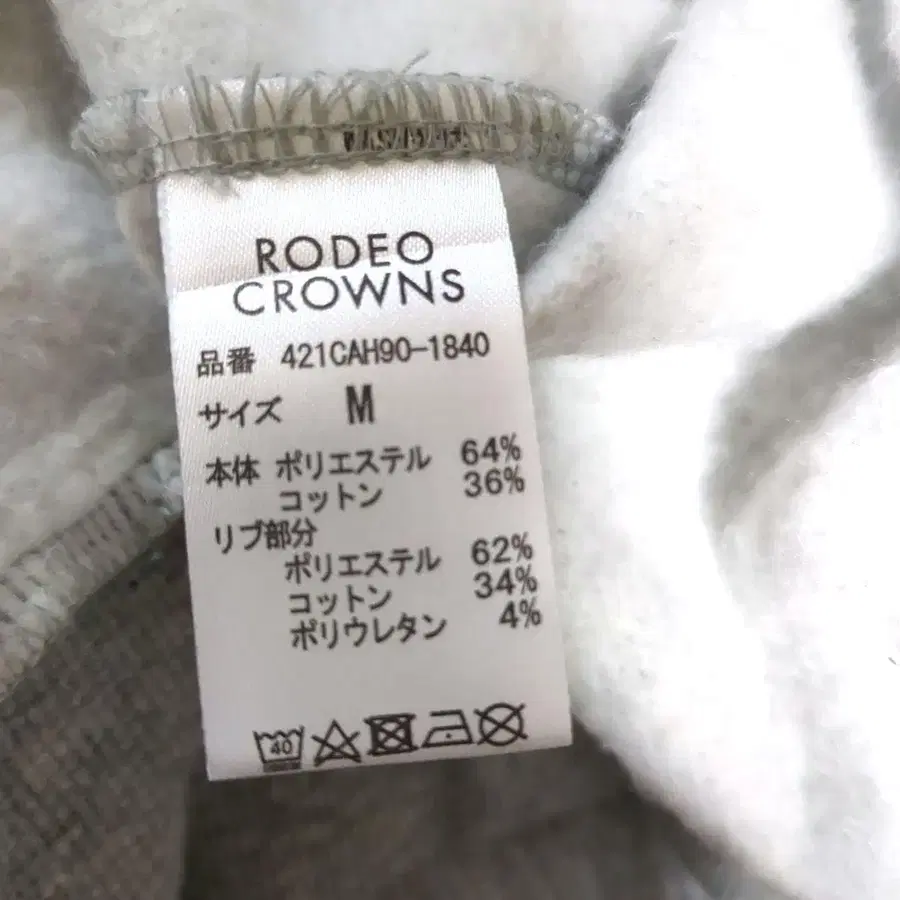 RODEO
CROWNS
品番 421CAH90-1840
サイズ M
本体 ポリエステル 64%
コットン 36%
リブ部分
ポリエステル 62%
コットン 34%
ポリウレタン 4%
40